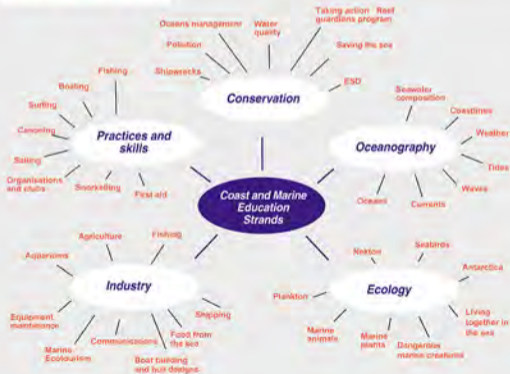 Taking action Reef
guardians program
Oceans management
Water
quality
Pollution
Saving the sea
Shipwrecks
ESD
Conservation
Fishing
Boating
Surfing
Canoeing
Sailing
Organisations
and clubs
Snorkelling
First aid
Practices and
skills
Seawater
composition
Coastlines
Weather
Tides
Waves
Currents
Oceans
Oceanography
Coast and Marine
Education
Strands
Agriculture
Fishing
Aquariums
Industry
Shipping
Equipment
maintenance
Food from
the sea
Marine
Ecotourism
Communications
Boat building
and hull designs
Nekton
Seabirds
Antarctica
Plankton
Ecology
Living
together in
the sea
Marine
animals
Marine
plants
Dangerous
marine creatures